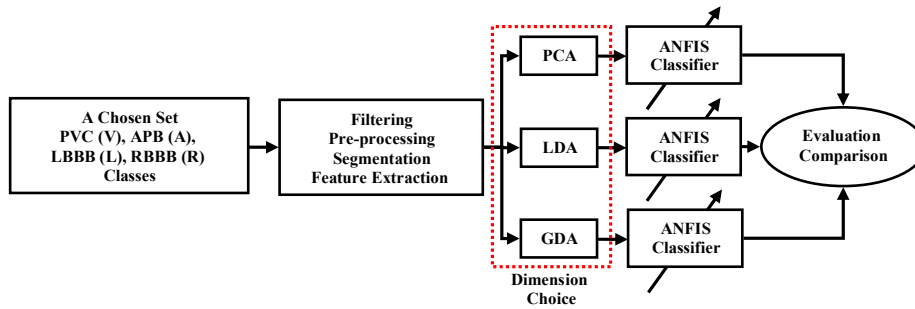 A Chosen Set
PVC (V), APB (A),
LBBB (L), RBBB (R)
Classes
Filtering
Pre-processing
Segmentation
Feature Extraction
PCA
LDA
GDA
Dimension
Choice
ANFIS
Classifier
ANFIS
Classifier
ANFIS
Classifier
Evaluation
Comparison